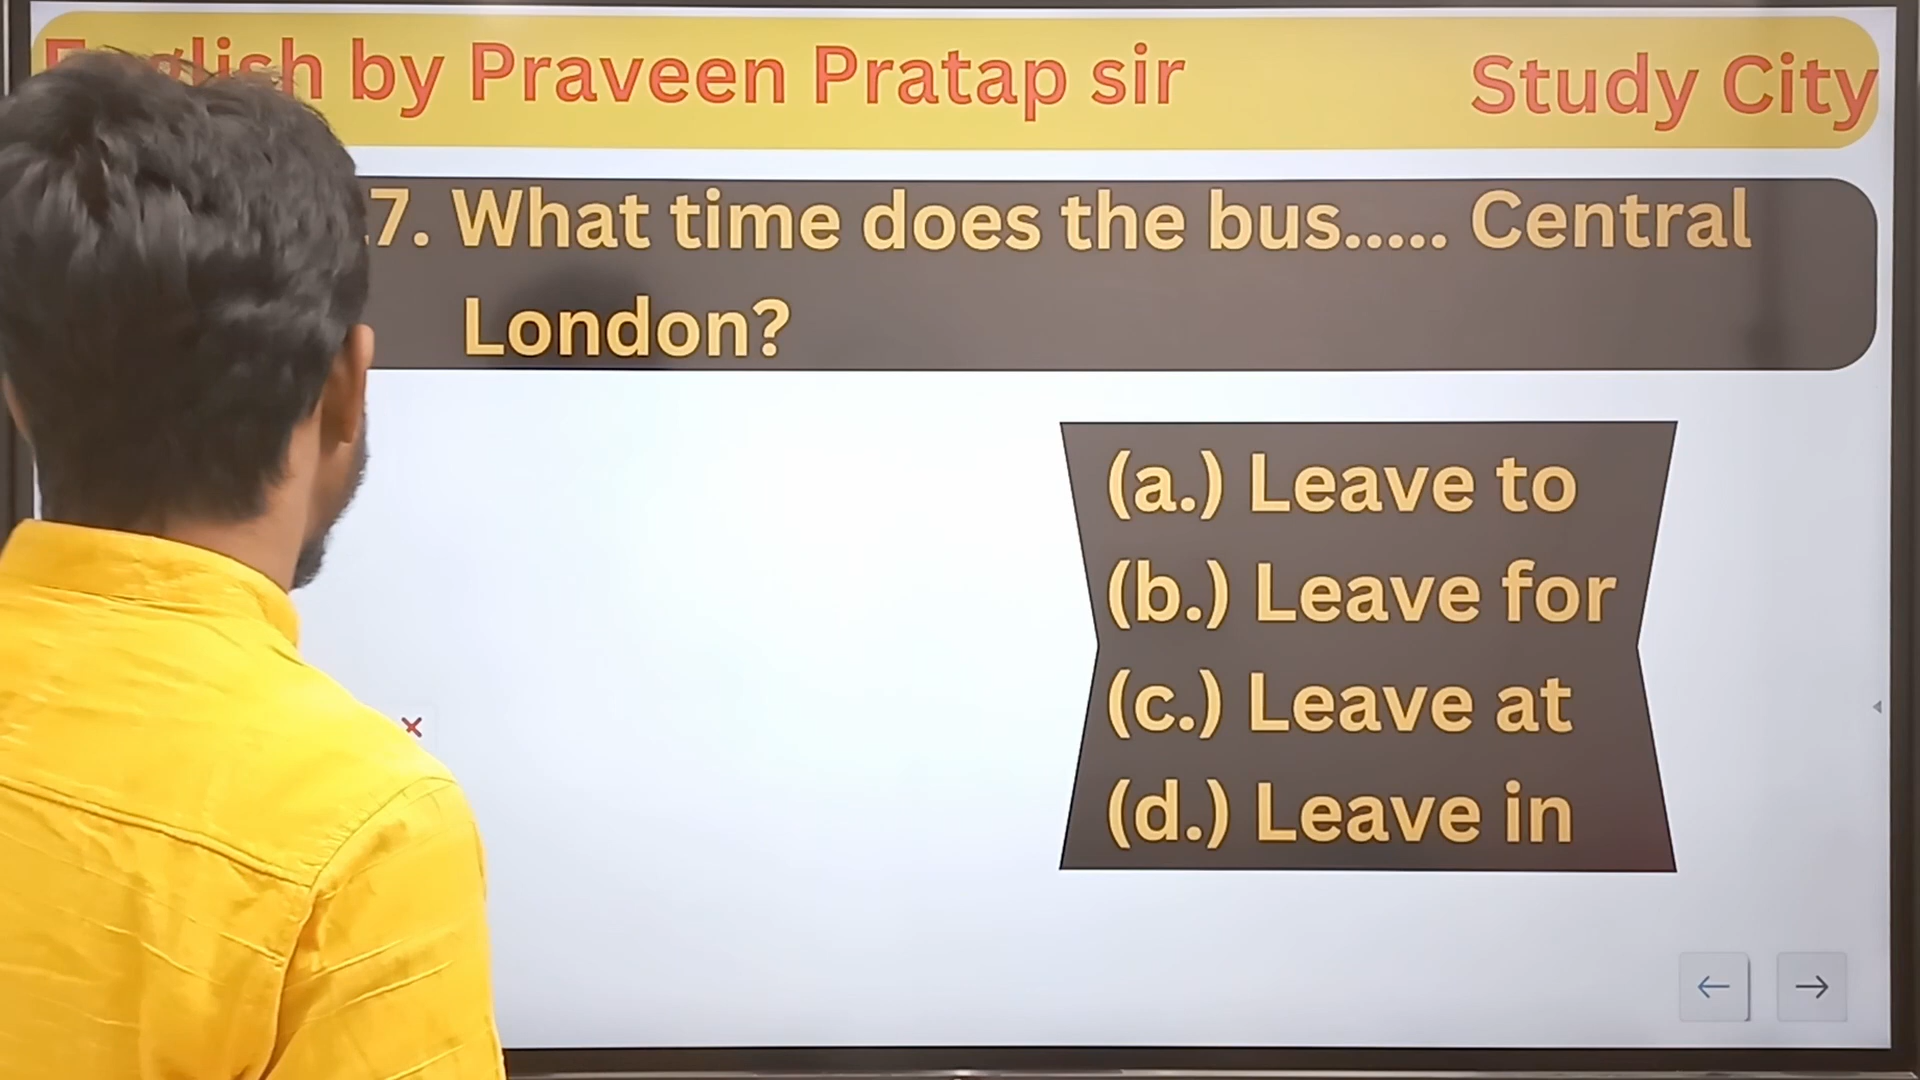 by Praveen Pratap sir Study City
7. What time does the bus..... Central
London?
(a.) Leave to
(b.) Leave for
(c.) Leave at
(d.) Leave in